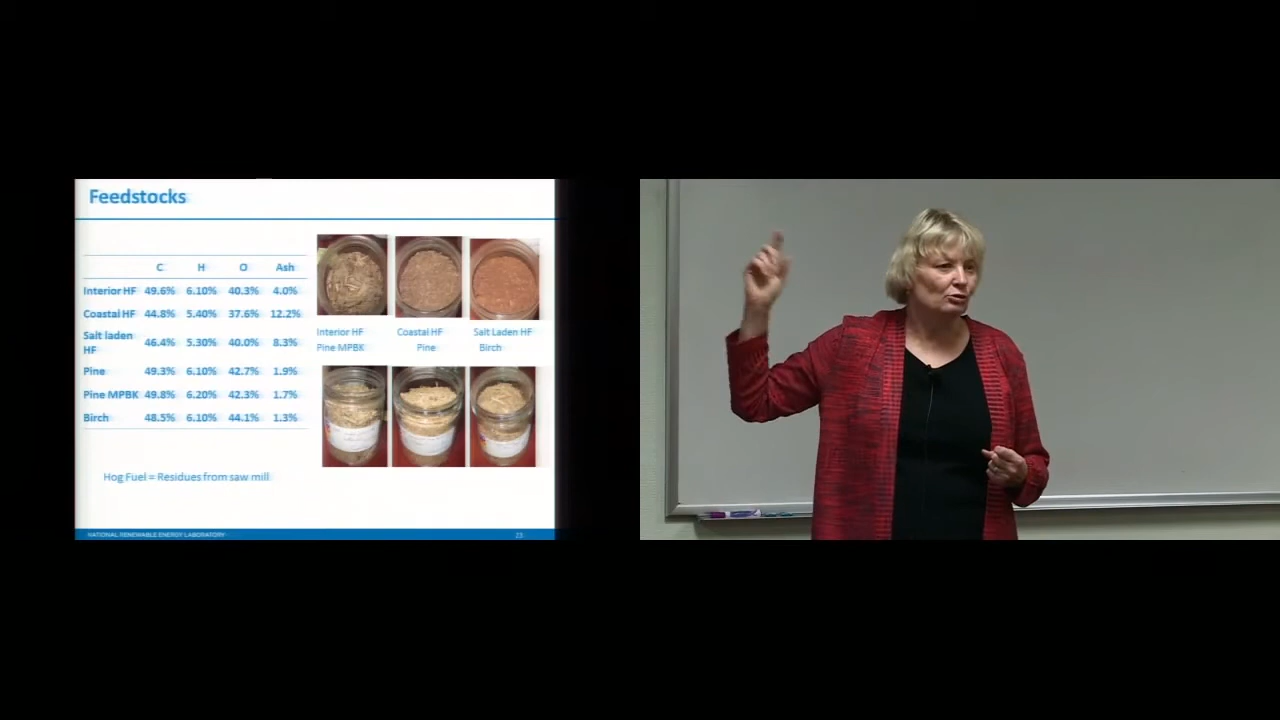 Feedstocks
C H O Ash
Interior HF 49.6% 6.10% 40.3% 4.0%
Coastal HF 44.8% 5.40% 37.6% 12.2%
Salt laden
HF 46.4% 5.30% 40.0% 8.3%
Pine 49.3% 6.10% 42.7% 1.9%
Pine MPBK 49.8% 6.20% 42.3% 1.7%
Birch 48.5% 6.10% 44.1% 1.3%
Interior HF Coastal HF Salt Laden HF
Pine MPBK Pine Birch
Hog Fuel = Residues from saw mill
NATIONAL RENEWABLE ENERGY LABORATORY 23